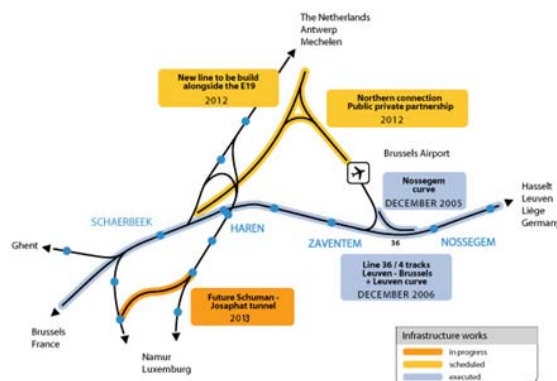 The Netherlands
Antwerp
Mechelen
New line to be build
alongside the E19
2012
Northern connection
Public private partnership
2012
Brussels Airport
Nossegem
curve
DECEMBER 2005
Hasselt
Leuven
Liège
Germany
SCHAERBEEK
HAREN
ZAVENTEM
36
NOSSEGEM
Ghent
Line 36 / 4 tracks
Leuven - Brussels
+ Leuven curve
DECEMBER 2006
Future Schuman -
Josaphat tunnel
2013
Brussels
France
Namur
Luxemburg
Infrastructure works
in progress
scheduled
executed